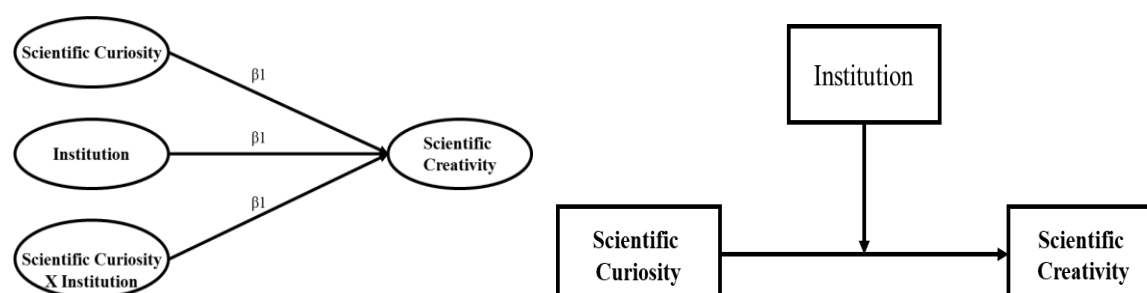 Scientific Curiosity
β1
Institution
β1
Scientific
Creativity
β1
Scientific Curiosity
X Institution
Institution
Scientific
Curiosity
Scientific
Creativity